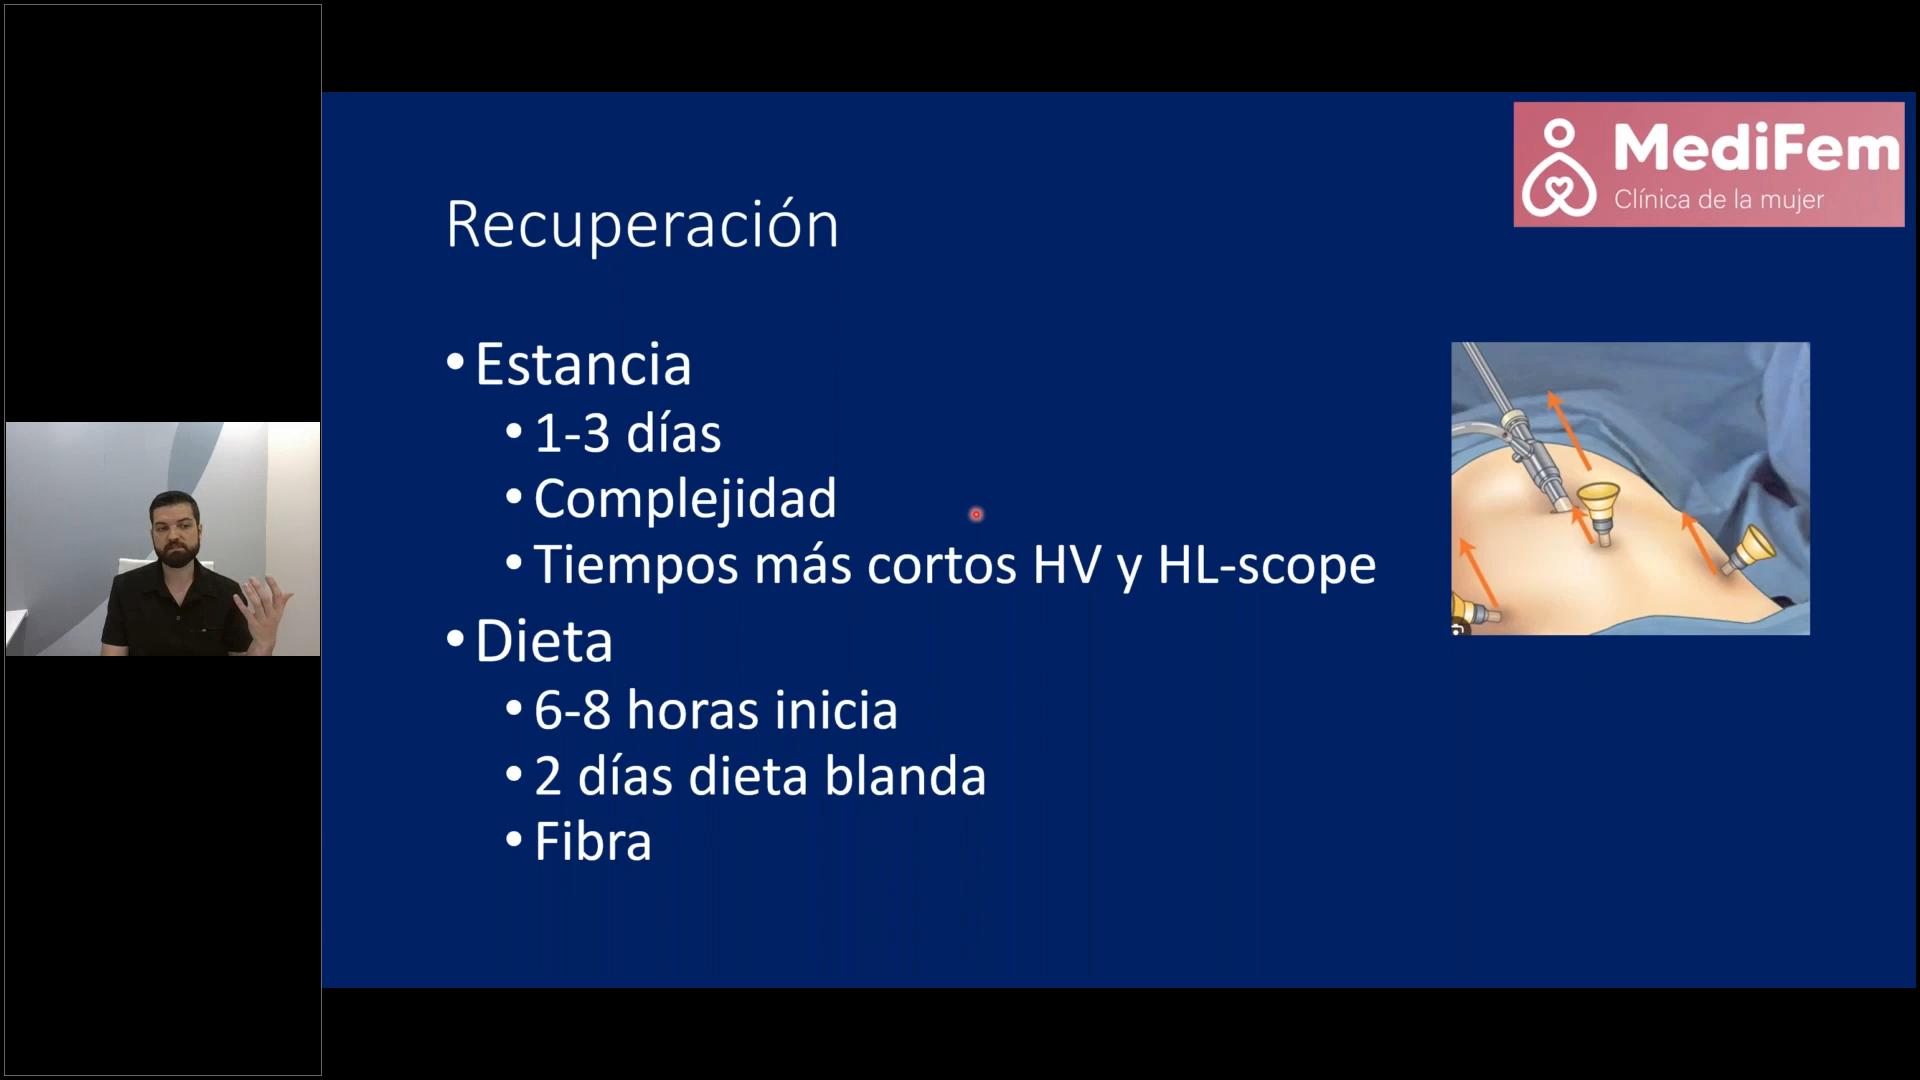 MediFem
Clínica de la mujer
Recuperación
•Estancia
•1-3 días
•Complejidad
•Tiempos más cortos HV y HL-scope
•Dieta
•6-8 horas inicia
•2 días dieta blanda
•Fibra